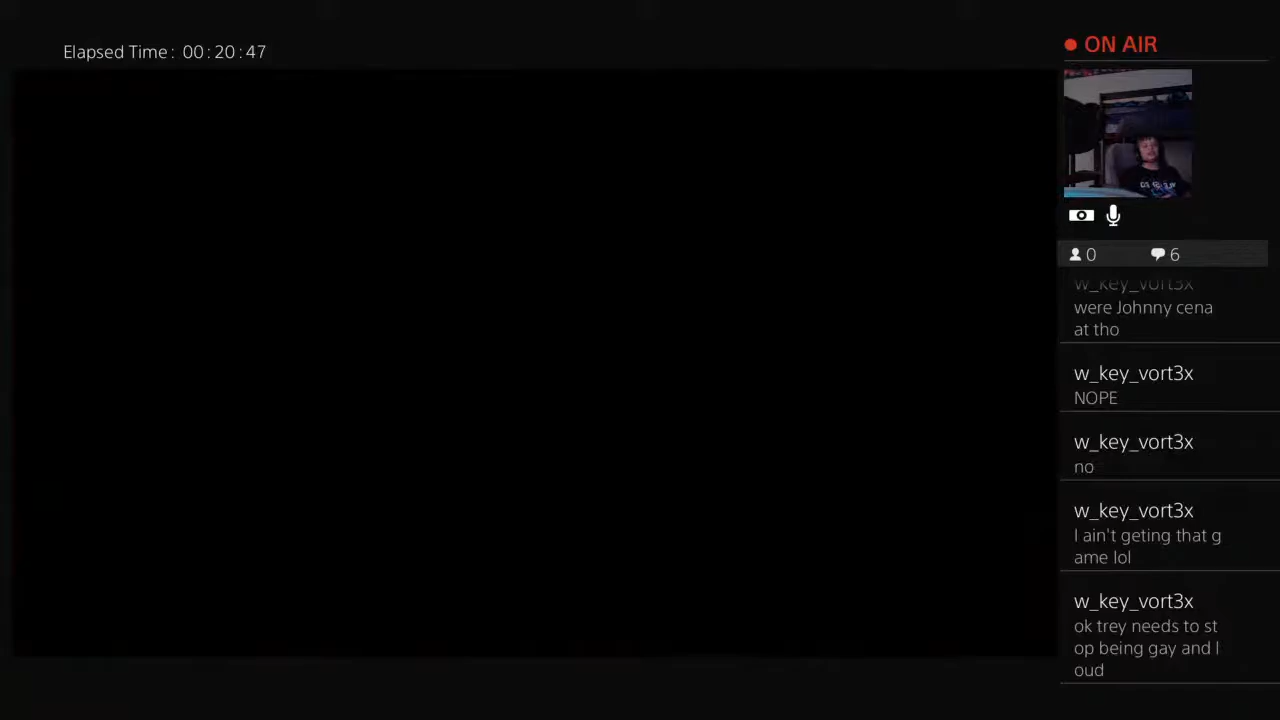 Elapsed Time: 00:20:47
ON AIR
0 6
w_key_vort3x
were Johnny cena
at tho
w_key_vort3x
NOPE
w_key_vort3x
no
w_key_vort3x
I ain't geting that g
ame lol
w_key_vort3x
ok trey needs to st
op being gay and l
oud